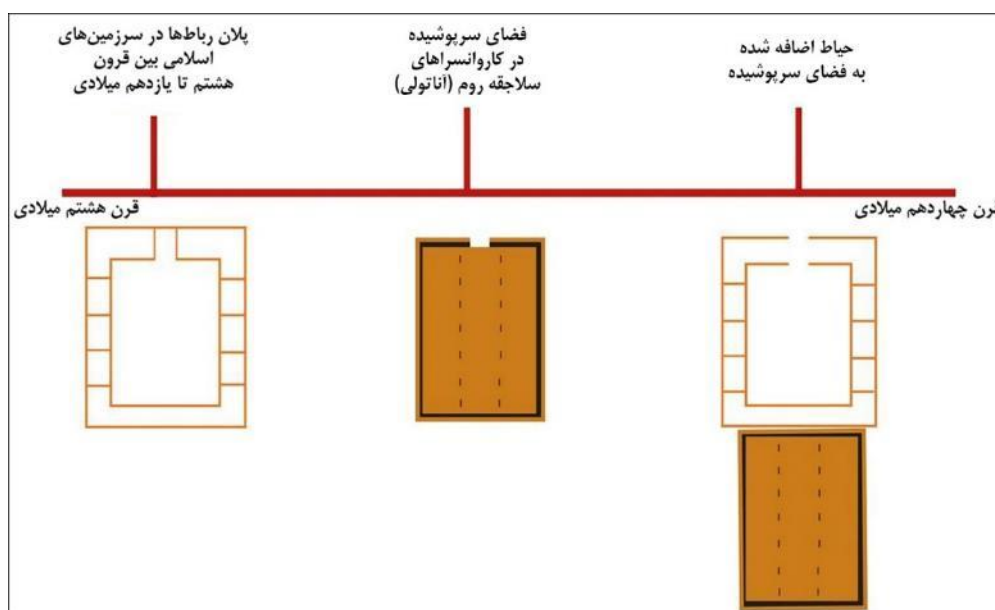 پلان رباط‌ها در سرزمین‌های
اسلامی بین قرون
هشتم تا یازدهم میلادی
فضای سرپوشیده
در کاروانسراهای
سلاجقه روم (آناتولی)
حیاط اضافه شده
به فضای سرپوشیده
قرن هشتم میلادی
قرن چهاردهم میلادی